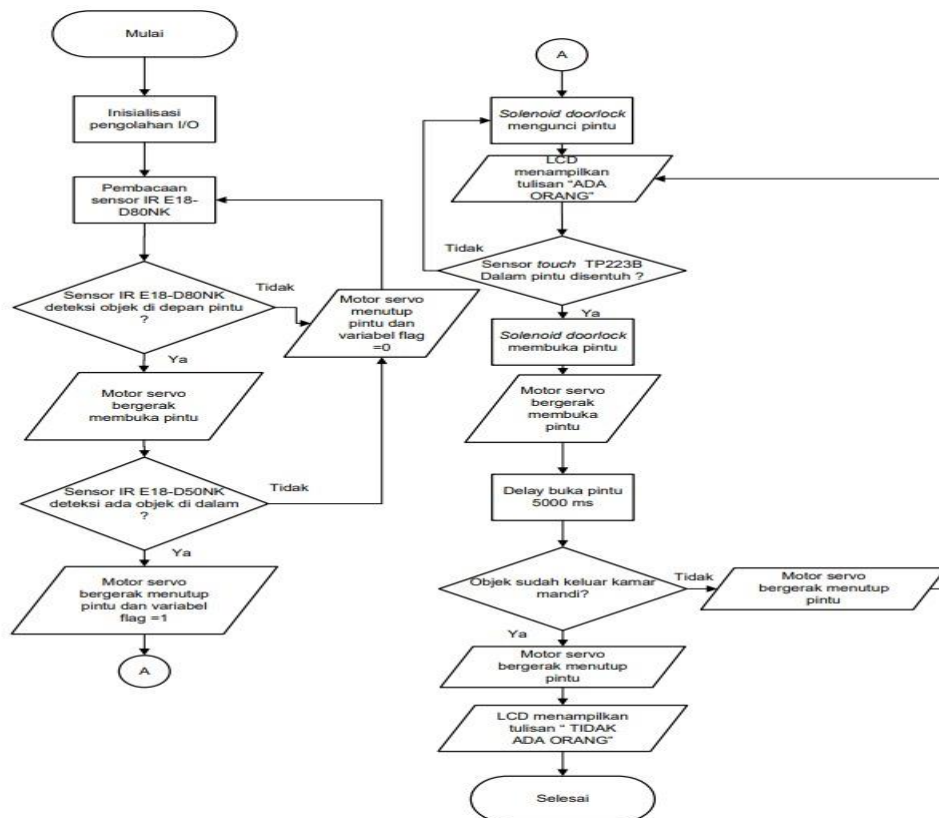 Mulai
Inisialisasi
pengolahan I/O
Pembacaan
sensor IR E18-
D80NK
Sensor IR E18-D80NK
deteksi objek di depan pintu
?
Tidak
Motor servo
menutup
pintu dan
variabel flag
=0
Ya
Motor servo
bergerak
membuka pintu
Sensor IR E18-D50NK
deteksi ada objek di dalam
?
Tidak
Ya
Motor servo
bergerak menutup
pintu dan variabel
flag =1
A
A
Solenoid doorlock
mengunci pintu
LCD
menampilkan
tulisan "ADA
ORANG"
Tidak
Sensor touch TP223B
Dalam pintu disentuh ?
Ya
Solenoid doorlock
membuka pintu
Motor servo
bergerak
membuka
pintu
Delay buka pintu
5000 ms
Objek sudah keluar kamar
mandi?
Tidak
Motor servo
bergerak menutup
pintu
Ya
Motor servo
bergerak menutup
pintu
LCD menampilkan
tulisan " TIDAK
ADA ORANG"
Selesai